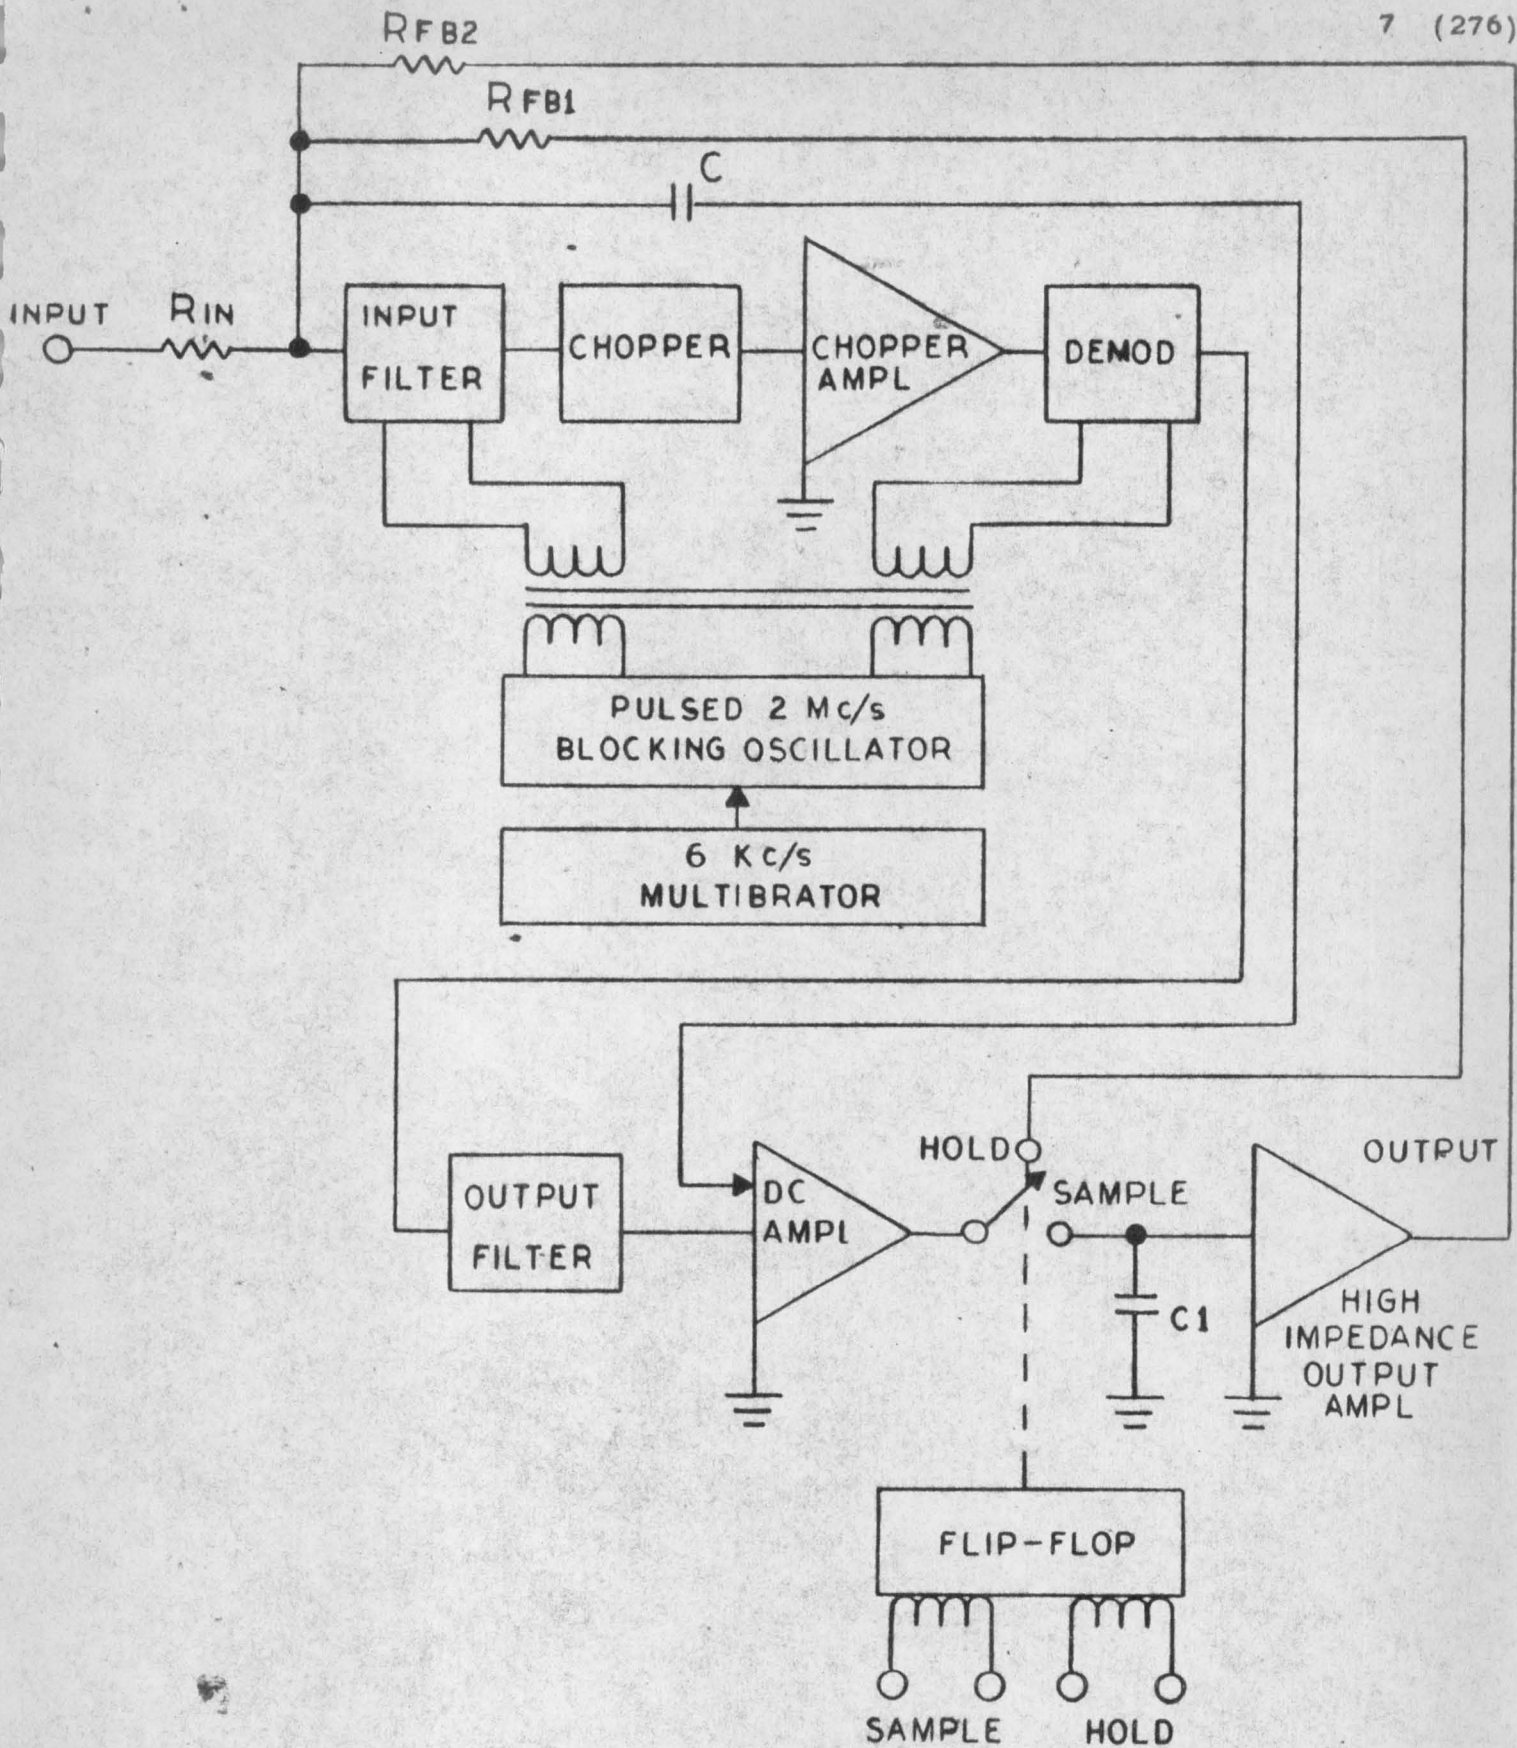 7 (276)
RFB2
RFB1
C
INPUT
RIN
INPUT
FILTER
CHOPPER
CHOPPER
AMPL
DEMOD
PULSED 2 Mc/s
BLOCKING OSCILLATOR
6 Kc/s
MULTIBRATOR
HOLD
OUTPUT
SAMPLE
OUTPUT
FILTER
DC
AMPL
C1
HIGH
IMPEDANCE
OUTPUT
AMPL
FLIP-FLOP
SAMPLE
HOLD